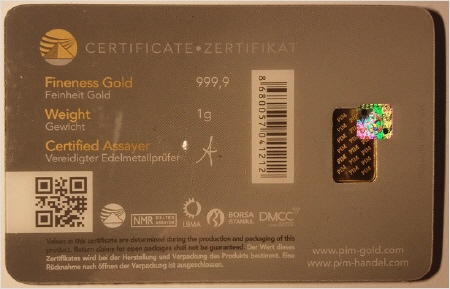 CERTIFICATE • ZERTIFIKAT
Fineness Gold 999,9
Feinheit Gold
Weight 1g
Gewicht
Certified Assayer
Vereidigter Edelmetallprüfer
8680057041212
NMR
LBMA
BORSA
ISTANBUL
DMCC
Values in this certificate are determined during the production and packaging of this
product. Return claims for open packages shall not be guaranteed. Der Wert dieses
Zertifikates wird bei der Herstellung und Verpackung des Produkts bestimmt. Eine
Rücknahme nach öffnen der Verpackung ist ausgeschlossen.
www.pim-gold.com
www.pim-handel.com